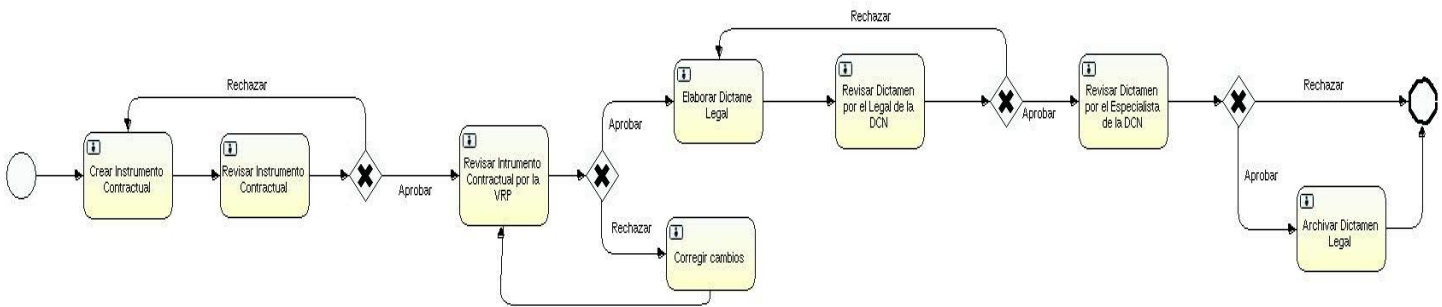 Rechazar
Crear Instrumento
Contractual
Revisar Instrumento
Contractual
Aprobar
Revisar Intrumento
Contractual por la
VRP
Aprobar
Rechazar
Corregir cambios
Rechazar
Elaborar Dictame
Legal
Revisar Dictamen
por el Legal de la
DCN
Aprobar
Revisar Dictamen
por el Especialista
de la DCN
Rechazar
Aprobar
Archivar Dictamen
Legal